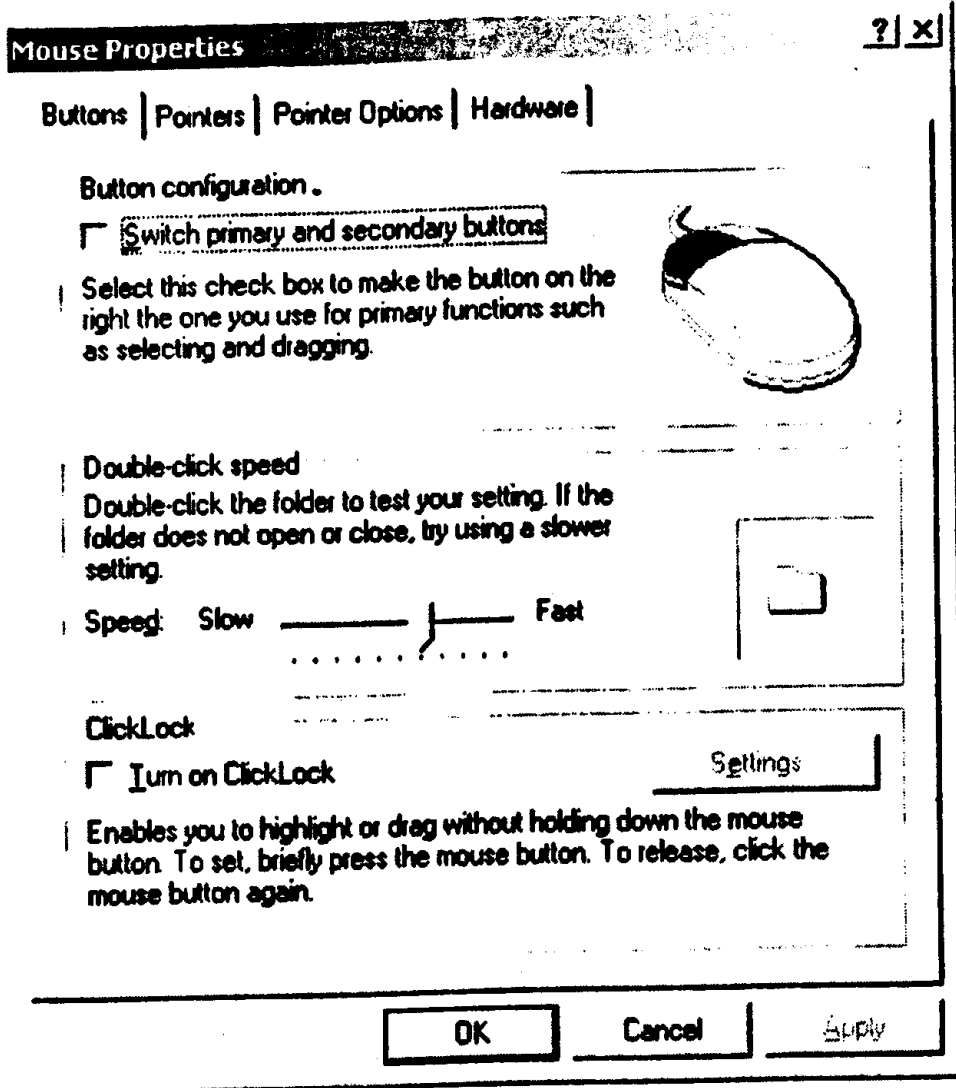 Mouse Properties
? X
Buttons Pointers Pointer Options Hardware
Button configuration
Switch primary and secondary buttons
Select this check box to make the button on the
right the one you use for primary functions such
as selecting and dragging.
Double-click speed
Double-click the folder to test your setting. If the
folder does not open or close, try using a slower
setting.
Speed: Slow Fast
ClickLock
Turn on ClickLock Settings
Enables you to highlight or drag without holding down the mouse
button. To set, briefly press the mouse button. To release, click the
mouse button again.
OK Cancel Apply